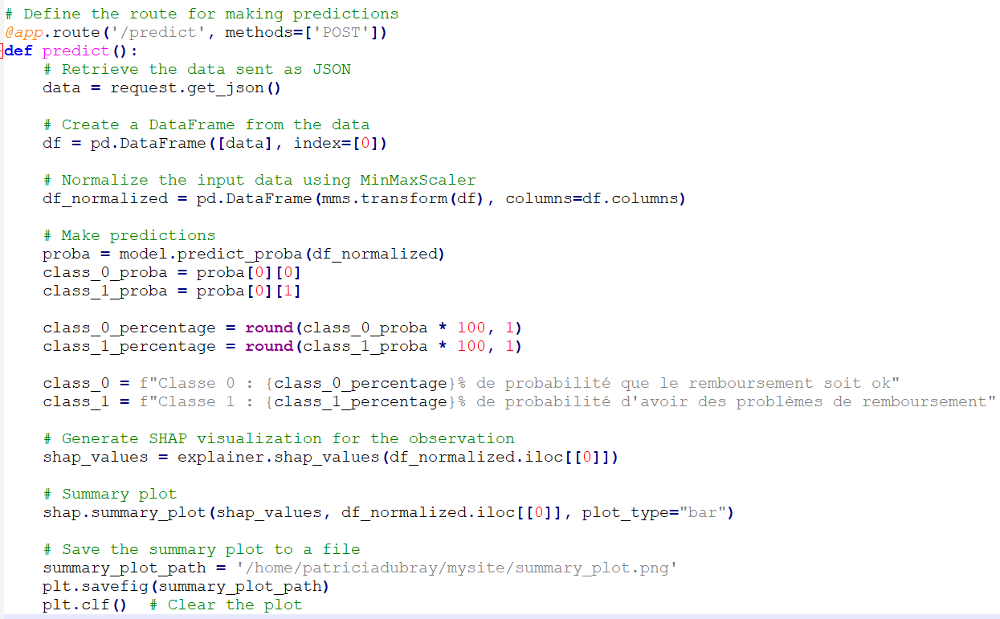 # Define the route for making predictions
@app.route('/predict', methods=['POST'])
def predict():
    # Retrieve the data sent as JSON
    data = request.get_json()

    # Create a DataFrame from the data
    df = pd.DataFrame([data], index=[0])

    # Normalize the input data using MinMaxScaler
    df_normalized = pd.DataFrame(mms.transform(df), columns=df.columns)

    # Make predictions
    proba = model.predict_proba(df_normalized)
    class_0_proba = proba[0][0]
    class_1_proba = proba[0][1]

    class_0_percentage = round(class_0_proba * 100, 1)
    class_1_percentage = round(class_1_proba * 100, 1)

    class_0 = f"Classe 0 : {class_0_percentage}% de probabilité que le remboursement soit ok"
    class_1 = f"Classe 1 : {class_1_percentage}% de probabilité d'avoir des problèmes de remboursement"

    # Generate SHAP visualization for the observation
    shap_values = explainer.shap_values(df_normalized.iloc[[0]])

    # Summary plot
    shap.summary_plot(shap_values, df_normalized.iloc[[0]], plot_type="bar")

    # Save the summary plot to a file
    summary_plot_path = '/home/patriciadubray/mysite/summary_plot.png'
    plt.savefig(summary_plot_path)
    plt.clf()  # Clear the plot